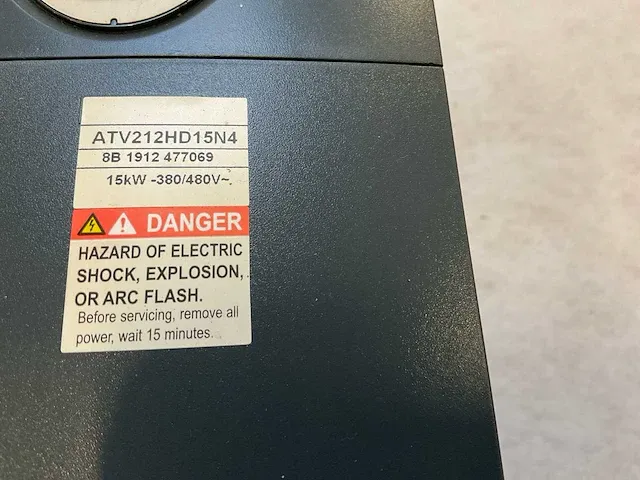 ATV212HD15N4
8B 1912 477069
15kW -380/480V~
DANGER
HAZARD OF ELECTRIC
SHOCK, EXPLOSION,
OR ARC FLASH.
Before servicing, remove all
power, wait 15 minutes.